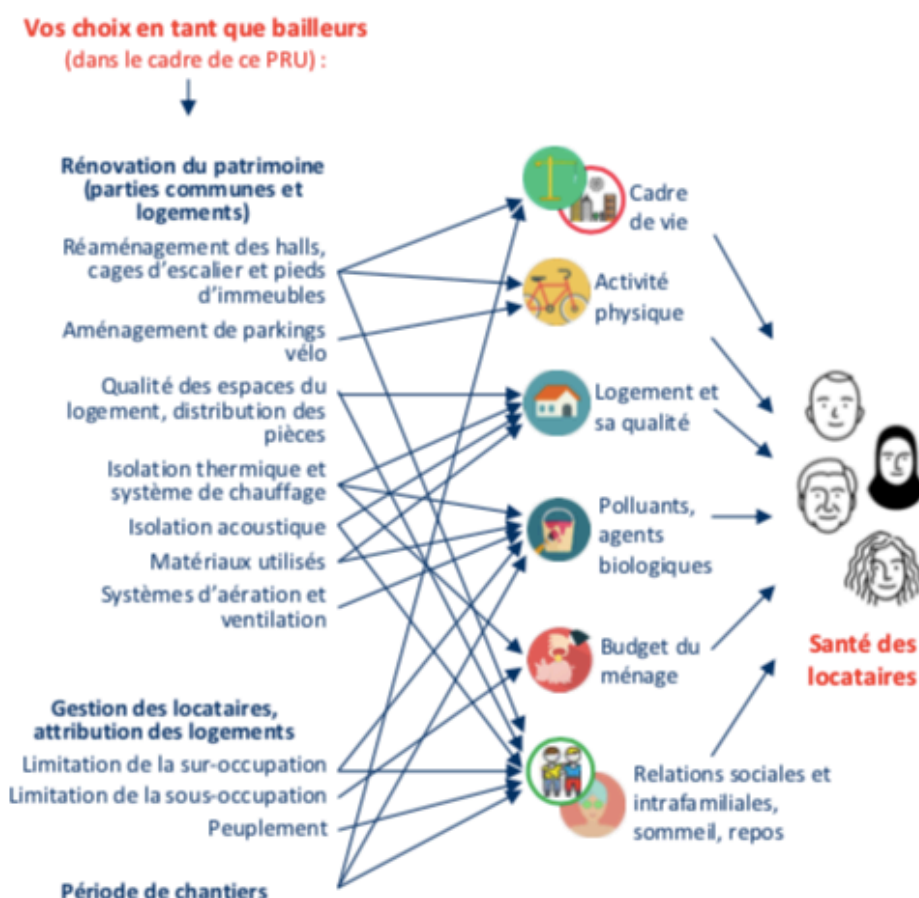 Vos choix en tant que bailleurs
(dans le cadre de ce PRU) :
Rénovation du patrimoine
(parties communes et
logements)
Réaménagement des halls,
cages d'escalier et pieds
d'immeubles
Aménagement de parkings
vélo
Qualité des espaces du
logement, distribution des
pièces
Isolation thermique et
système de chauffage
Isolation acoustique
Matériaux utilisés
Systèmes d'aération et
ventilation
Gestion des locataires,
attribution des logements
Limitation de la sur-occupation
Limitation de la sous-occupation
Peuplement
Période de chantiers
Cadre
de vie
Activité
physique
Logement et
sa qualité
Polluants,
agents
biologiques
Budget du
ménage
Relations sociales et
intrafamiliales,
sommeil, repos
Santé des
locataires